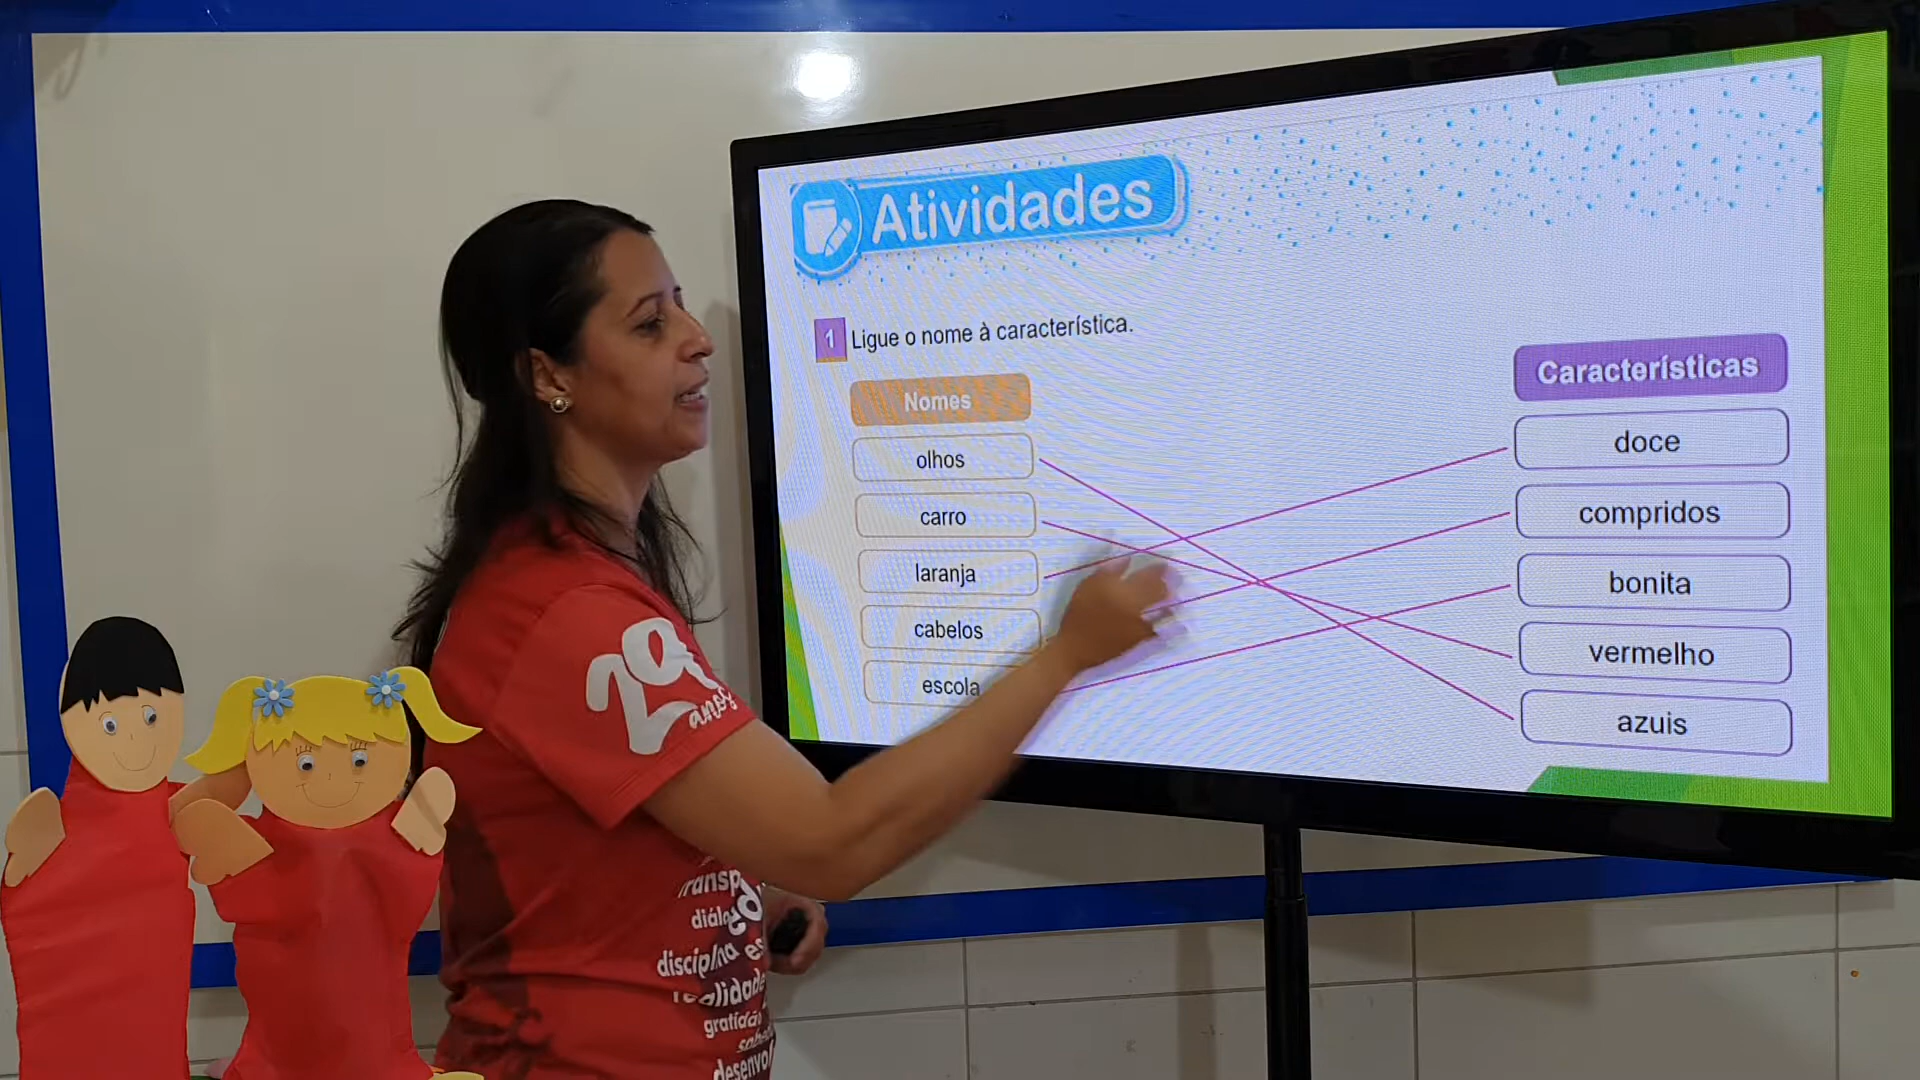 Atividades
1 Ligue o nome à característica.
Nomes
olhos
carro
laranja
cabelos
escola
Características
doce
compridos
bonita
vermelho
azuis
29
anos
disciplina
gratidão